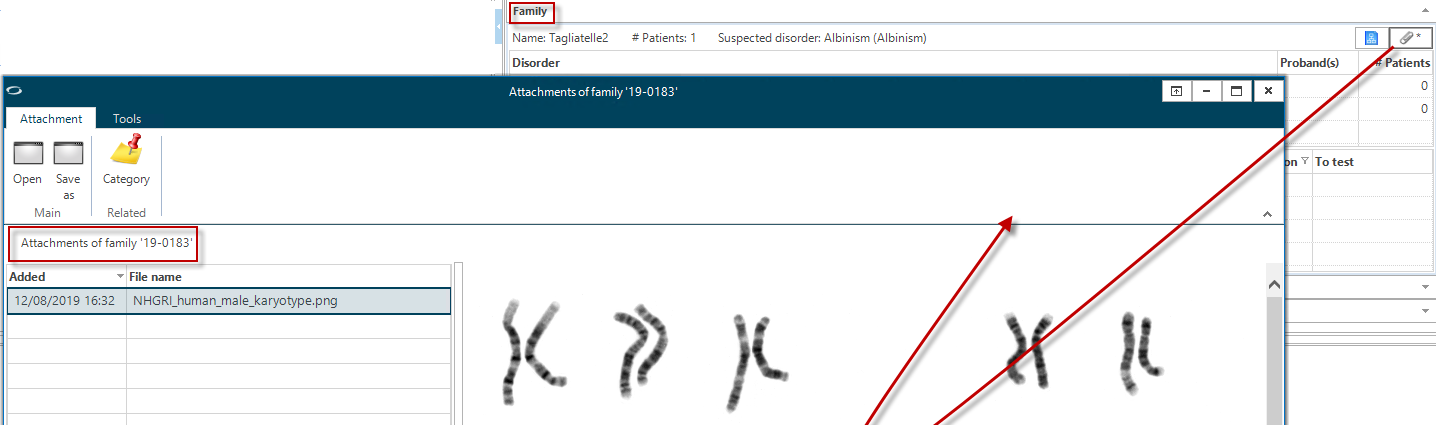 Family
Name: Tagliatelle2 # Patients: 1 Suspected disorder: Albinism (Albinism) *
Disorder Proband(s) # Patients
0
0
on To test
Attachments of family '19-0183'
Attachment Tools
Open Save as Category
Main Related
Attachments of family '19-0183'
Added File name
12/08/2019 16:32 NHGRI_human_male_karyotype.png